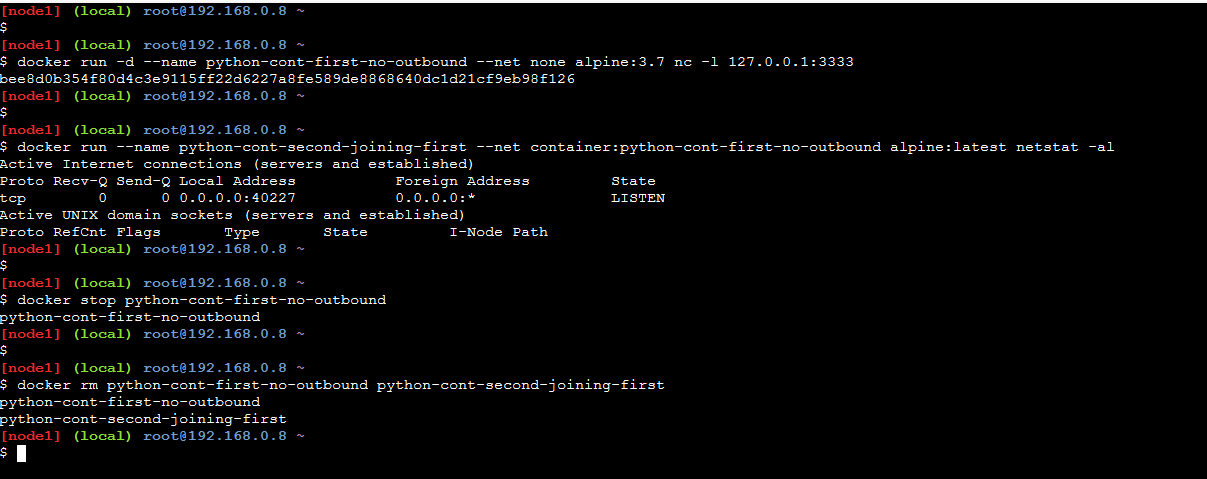 [node1] (local) root@192.168.0.8 ~
$
[node1] (local) root@192.168.0.8 ~
$ docker run -d --name python-cont-first-no-outbound --net none alpine:3.7 nc -l 127.0.0.1:3333
bee8d0b354f80d4c3e9115ff22d6227a8fe589de8868640dc1d21cf9eb98f126
[node1] (local) root@192.168.0.8 ~
$
[node1] (local) root@192.168.0.8 ~
$ docker run --name python-cont-second-joining-first --net container:python-cont-first-no-outbound alpine:latest netstat -al
Active Internet connections (servers and established)
Proto Recv-Q Send-Q Local Address           Foreign Address         State
tcp        0      0 0.0.0.0:40227           0.0.0.0:*               LISTEN
Active UNIX domain sockets (servers and established)
Proto RefCnt Flags       Type       State         I-Node Path
[node1] (local) root@192.168.0.8 ~
$
[node1] (local) root@192.168.0.8 ~
$ docker stop python-cont-first-no-outbound
python-cont-first-no-outbound
[node1] (local) root@192.168.0.8 ~
$
[node1] (local) root@192.168.0.8 ~
$ docker rm python-cont-first-no-outbound python-cont-second-joining-first
python-cont-first-no-outbound
python-cont-second-joining-first
[node1] (local) root@192.168.0.8 ~
$